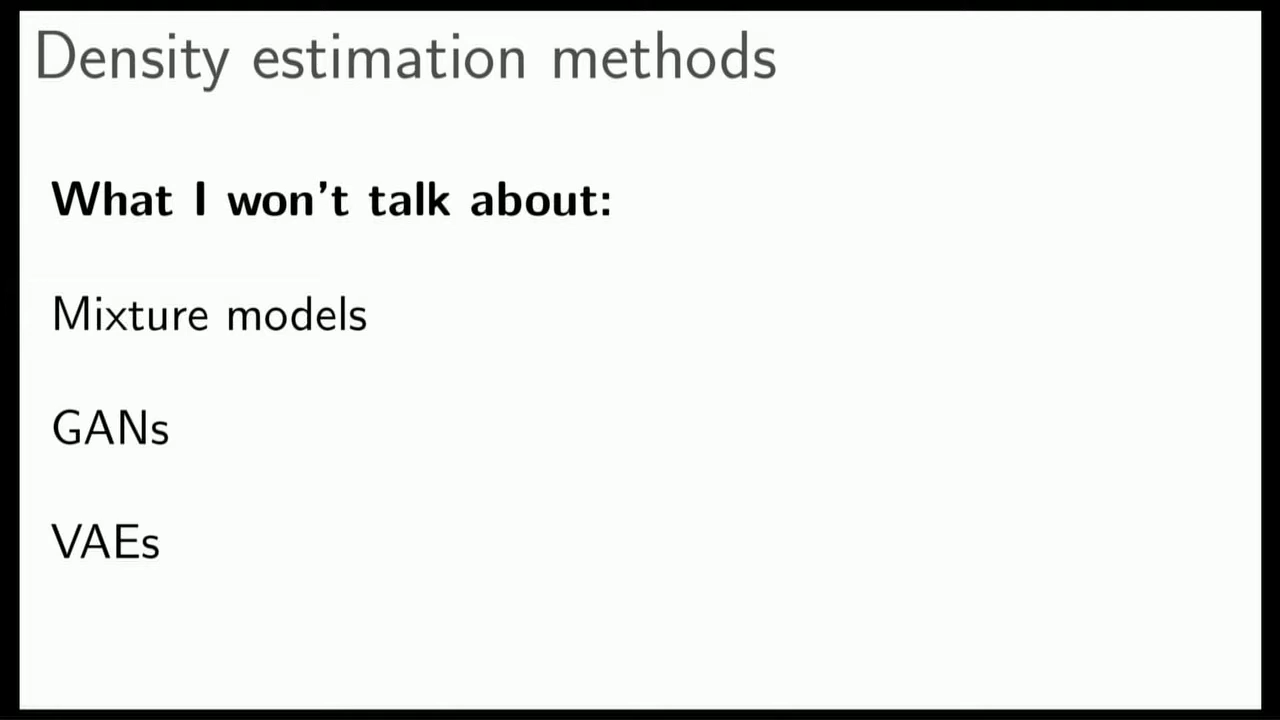 Density estimation methods
What I won't talk about:
Mixture models
GANs
VAEs